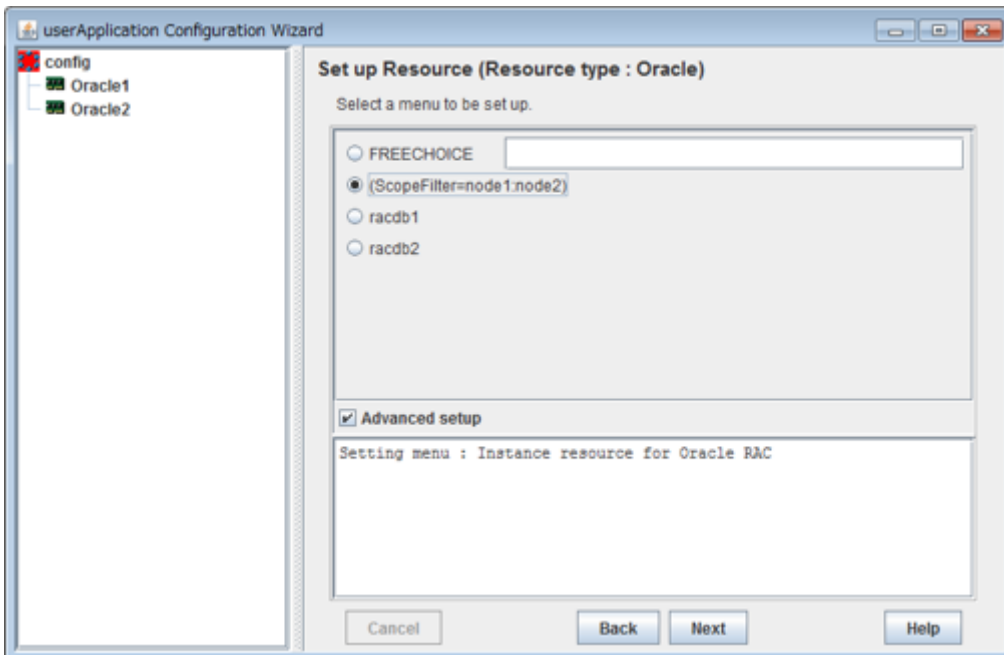 userApplication Configuration Wizard
config
Oracle1
Oracle2
Set up Resource (Resource type : Oracle)
Select a menu to be set up.
FREECHOICE
(ScopeFilter=node1:node2)
racdb1
racdb2
Advanced setup
Setting menu : Instance resource for Oracle RAC
Cancel
Back
Next
Help